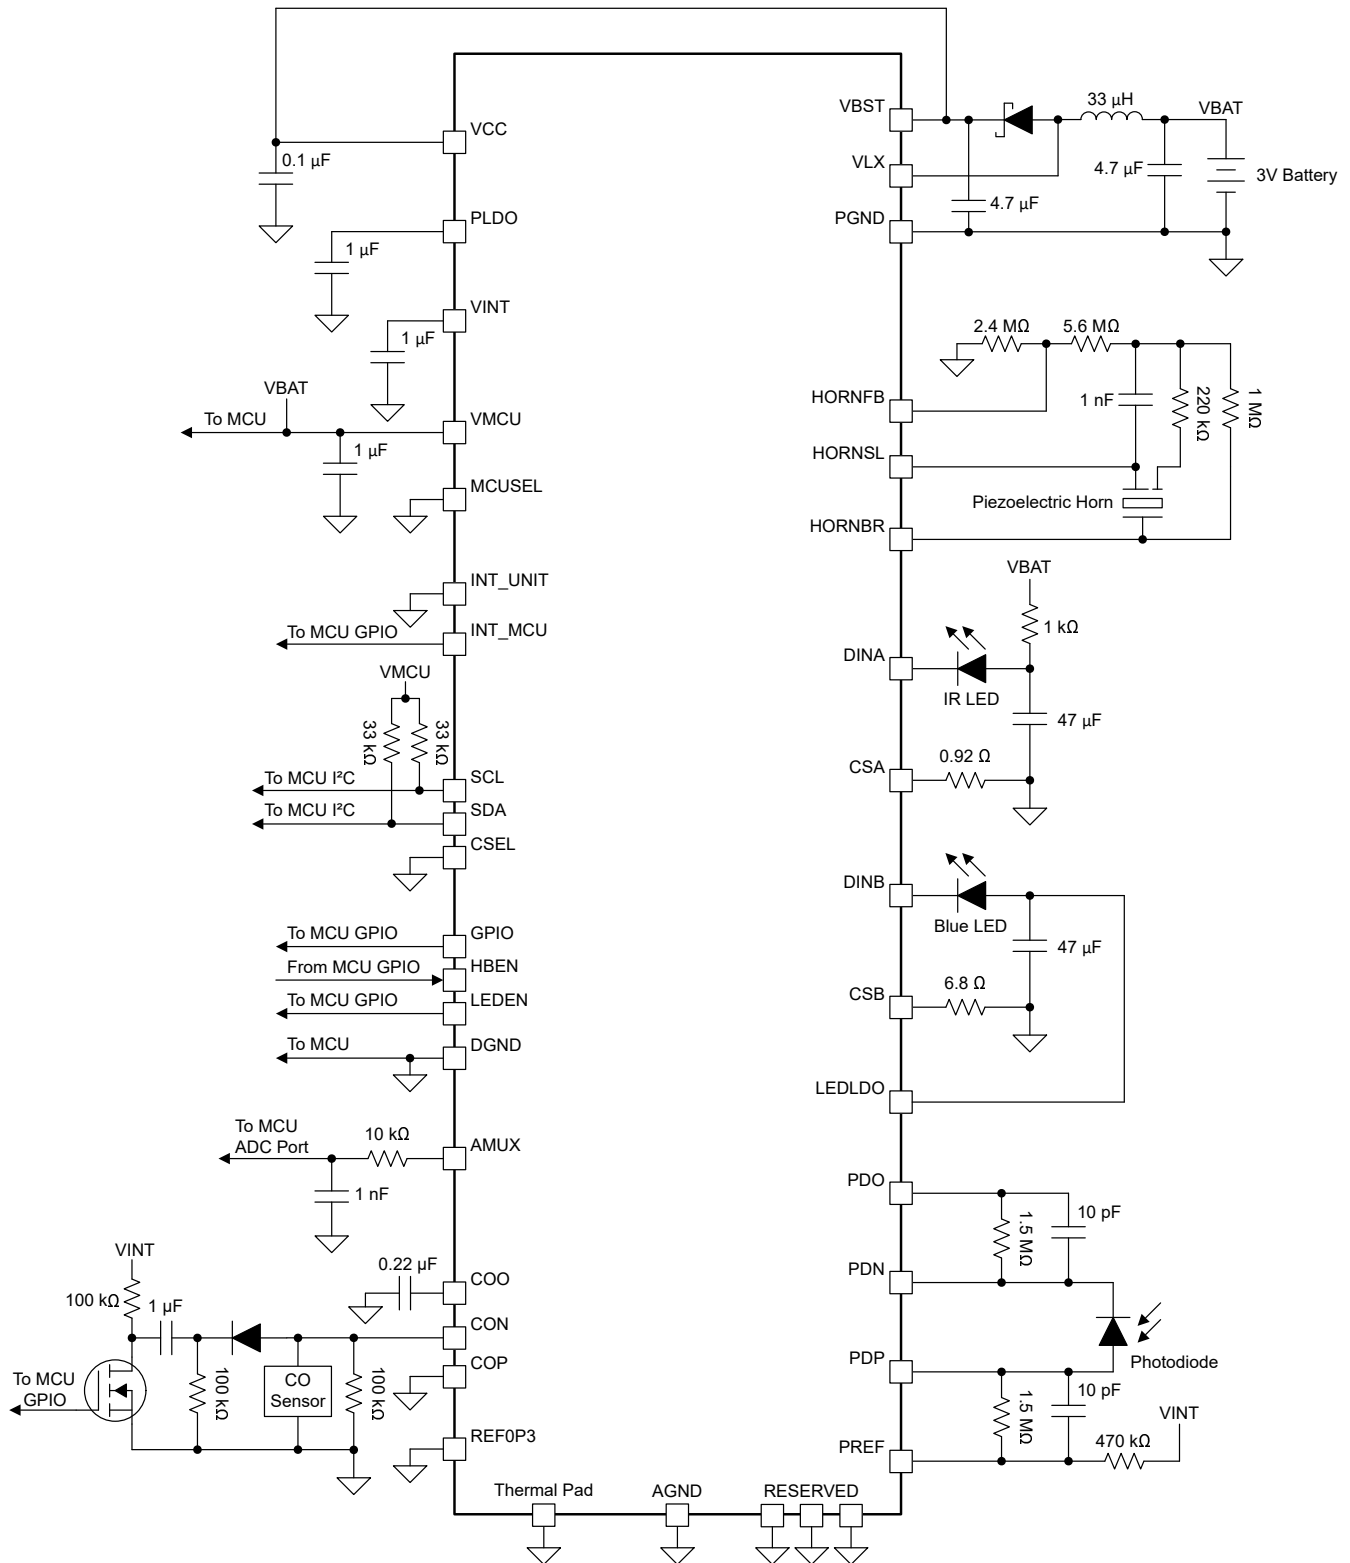 VCC
0.1 µF
PLDO
1 µF
VINT
1 µF
VBAT
To MCU
VMCU
1 µF
MCUSEL
INT_UNIT
To MCU GPIO
INT_MCU
VMCU
33 kΩ
33 kΩ
To MCU I²C
SCL
To MCU I²C
SDA
CSEL
To MCU GPIO
GPIO
From MCU GPIO
HBEN
To MCU GPIO
LEDEN
To MCU
DGND
To MCU
ADC Port
10 kΩ
AMUX
1 nF
VINT
100 kΩ
1 µF
0.22 µF
COO
CON
COP
To MCU
GPIO
100 kΩ
CO
Sensor
100 kΩ
REF0P3
Thermal Pad
AGND
RESERVED
VBST
33 µH
VBAT
VLX
4.7 µF
3V Battery
4.7 µF
PGND
2.4 MΩ
5.6 MΩ
HORNFB
1 nF
220 kΩ
1 MΩ
HORNSL
Piezoelectric Horn
HORNBR
VBAT
1 kΩ
DINA
IR LED
47 µF
0.92 Ω
CSA
DINB
Blue LED
47 µF
6.8 Ω
CSB
LEDLDO
PDO
1.5 MΩ
10 pF
PDN
Photodiode
PDP
1.5 MΩ
10 pF
VINT
470 kΩ
PREF